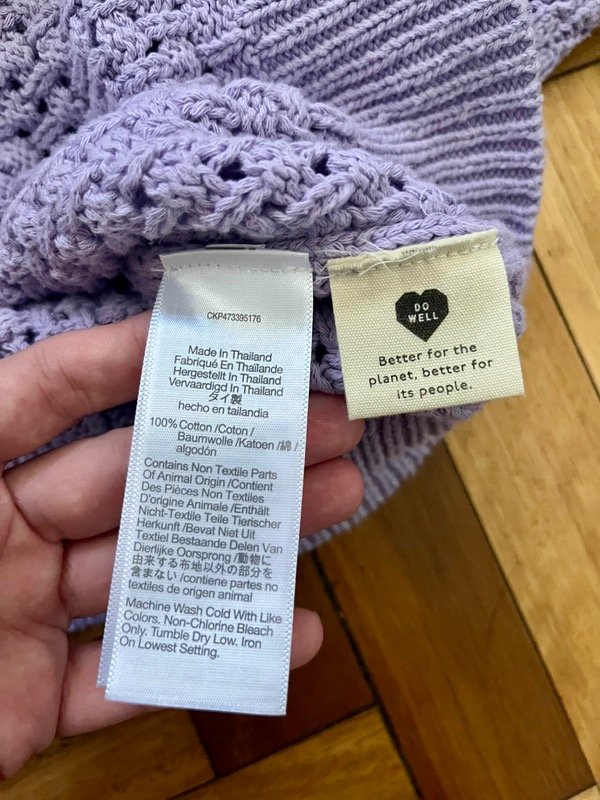 CKP473395176
Made In Thailand
Fabriqué En Thaïlande
Hergestellt In Thailand
Vervaardigd In Thailand
タイ製
hecho en tailandia
100% Cotton /Coton /
Baumwolle /Katoen /綿 /
algodón
Contains Non Textile Parts
Of Animal Origin /Contient
Des Pièces Non Textiles
D'origine Animale /Enthält
Nicht-Textile Teile Tierischer
Herkunft /Bevat Niet Uit
Textiel Bestaande Delen Van
Dierlijke Oorsprong /動物に
由来する布地以外の部分を
含まない /contiene partes no
textiles de origen animal
Machine Wash Cold With Like
Colors. Non-Chlorine Bleach
Only. Tumble Dry Low. Iron
On Lowest Setting.
DO
WELL
Better for the
planet, better for
its people.